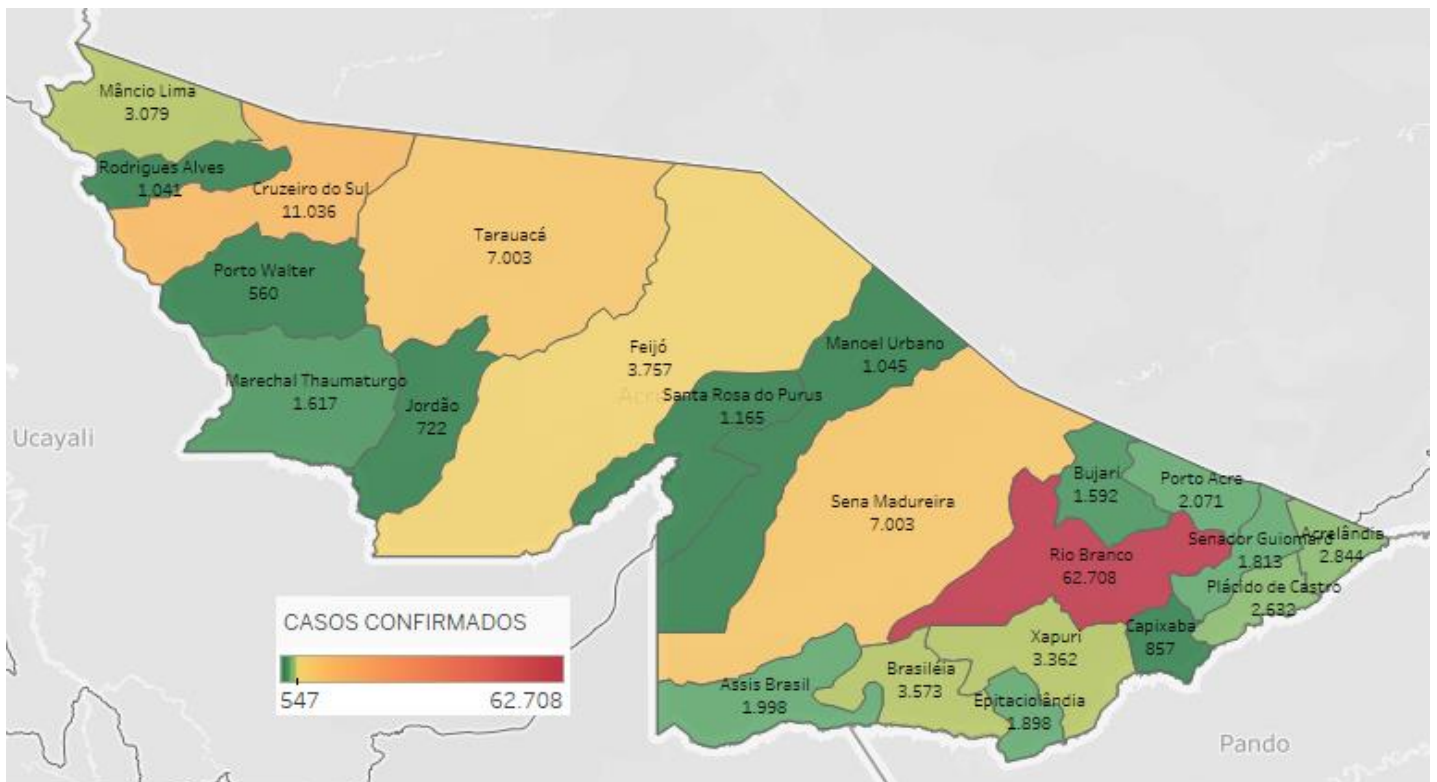 Mâncio Lima
3.079
Rodrigues Alves
1.041
Cruzeiro do Sul
11.036
Tarauacá
7.003
Porto Walter
560
Feijó
3.757
Manoel Urbano
1.045
Marechal Thaumaturgo
1.617
Jordão
722
Santa Rosa do Purus
1.165
Ucayali
Sena Madureira
7.003
Bujari
1.592
Porto Acre
2.071
Rio Branco
62.708
Senador Guiomard
1.813
Acrelândia
2.844
Plácido de Castro
2.632
CASOS CONFIRMADOS
547 62.708
Xapuri
3.362
Capixaba
857
Brasiléia
3.573
Assis Brasil
1.998
Epitaciolândia
1.898
Pando